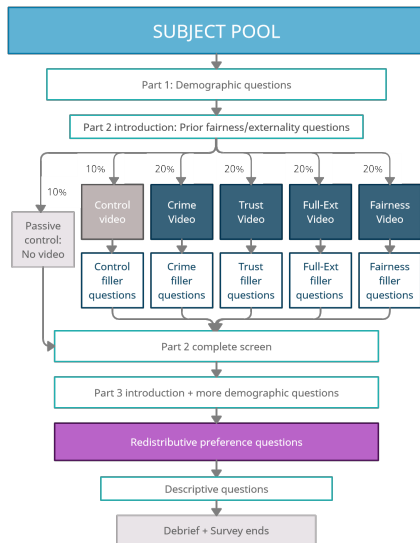 SUBJECT POOL
Part 1: Demographic questions
Part 2 introduction: Prior fairness/externality questions
10%
10%
20%
20%
20%
20%
Passive
control:
No video
Control
video
Crime
Video
Trust
Video
Full-Ext
Video
Fairness
Video
Control
filler
questions
Crime
filler
questions
Trust
filler
questions
Full-Ext
filler
questions
Fairness
filler
questions
Part 2 complete screen
Part 3 introduction + more demographic questions
Redistributive preference questions
Descriptive questions
Debrief + Survey ends